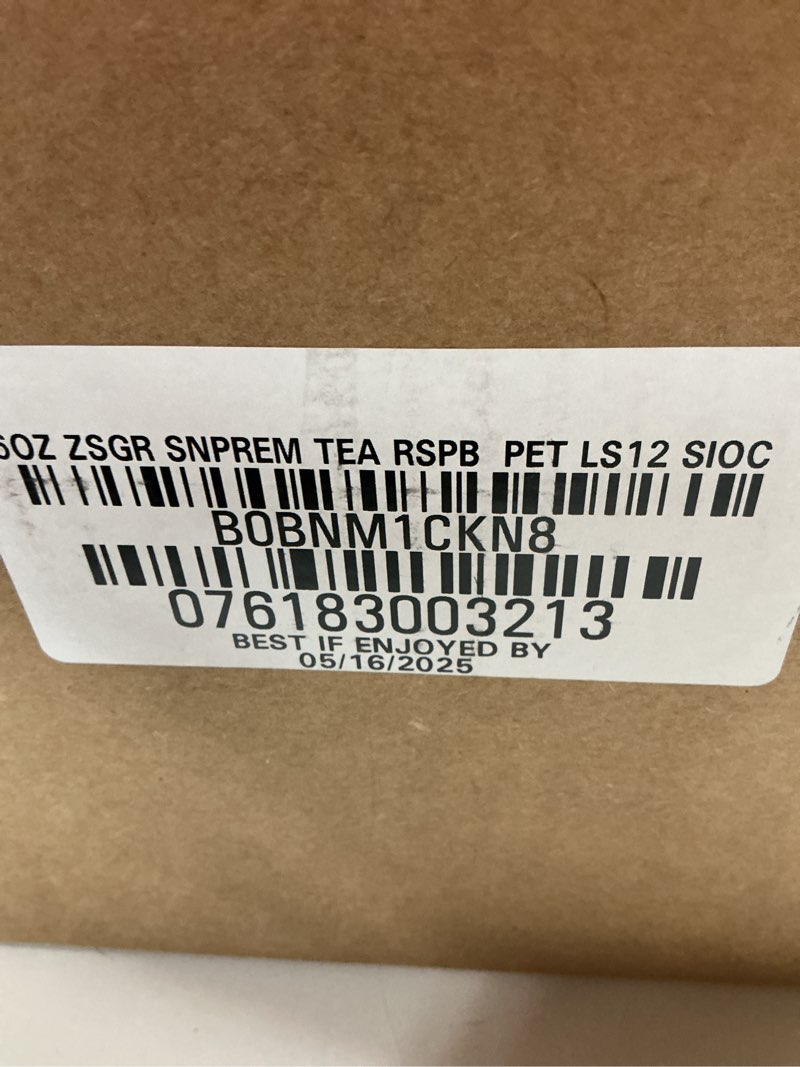 6OZ ZSGR SNPREM TEA RSPB PET LS12 SIOC
B0BNM1CKN8
076183003213
BEST IF ENJOYED BY
05/16/2025